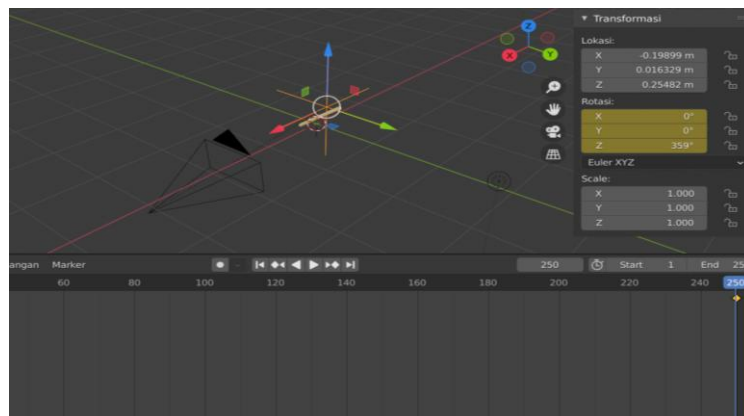 Z
X
Y
Transformasi
Lokasi:
X -0.19899 m
Y 0.016329 m
Z 0.25482 m
Rotasi:
X 0°
Y 0°
Z 359°
Euler XYZ
Scale:
X 1.000
Y 1.000
Z 1.000
angan Marker 250 Start 1 End 25
60 80 100 120 140 160 180 200 220 240 250